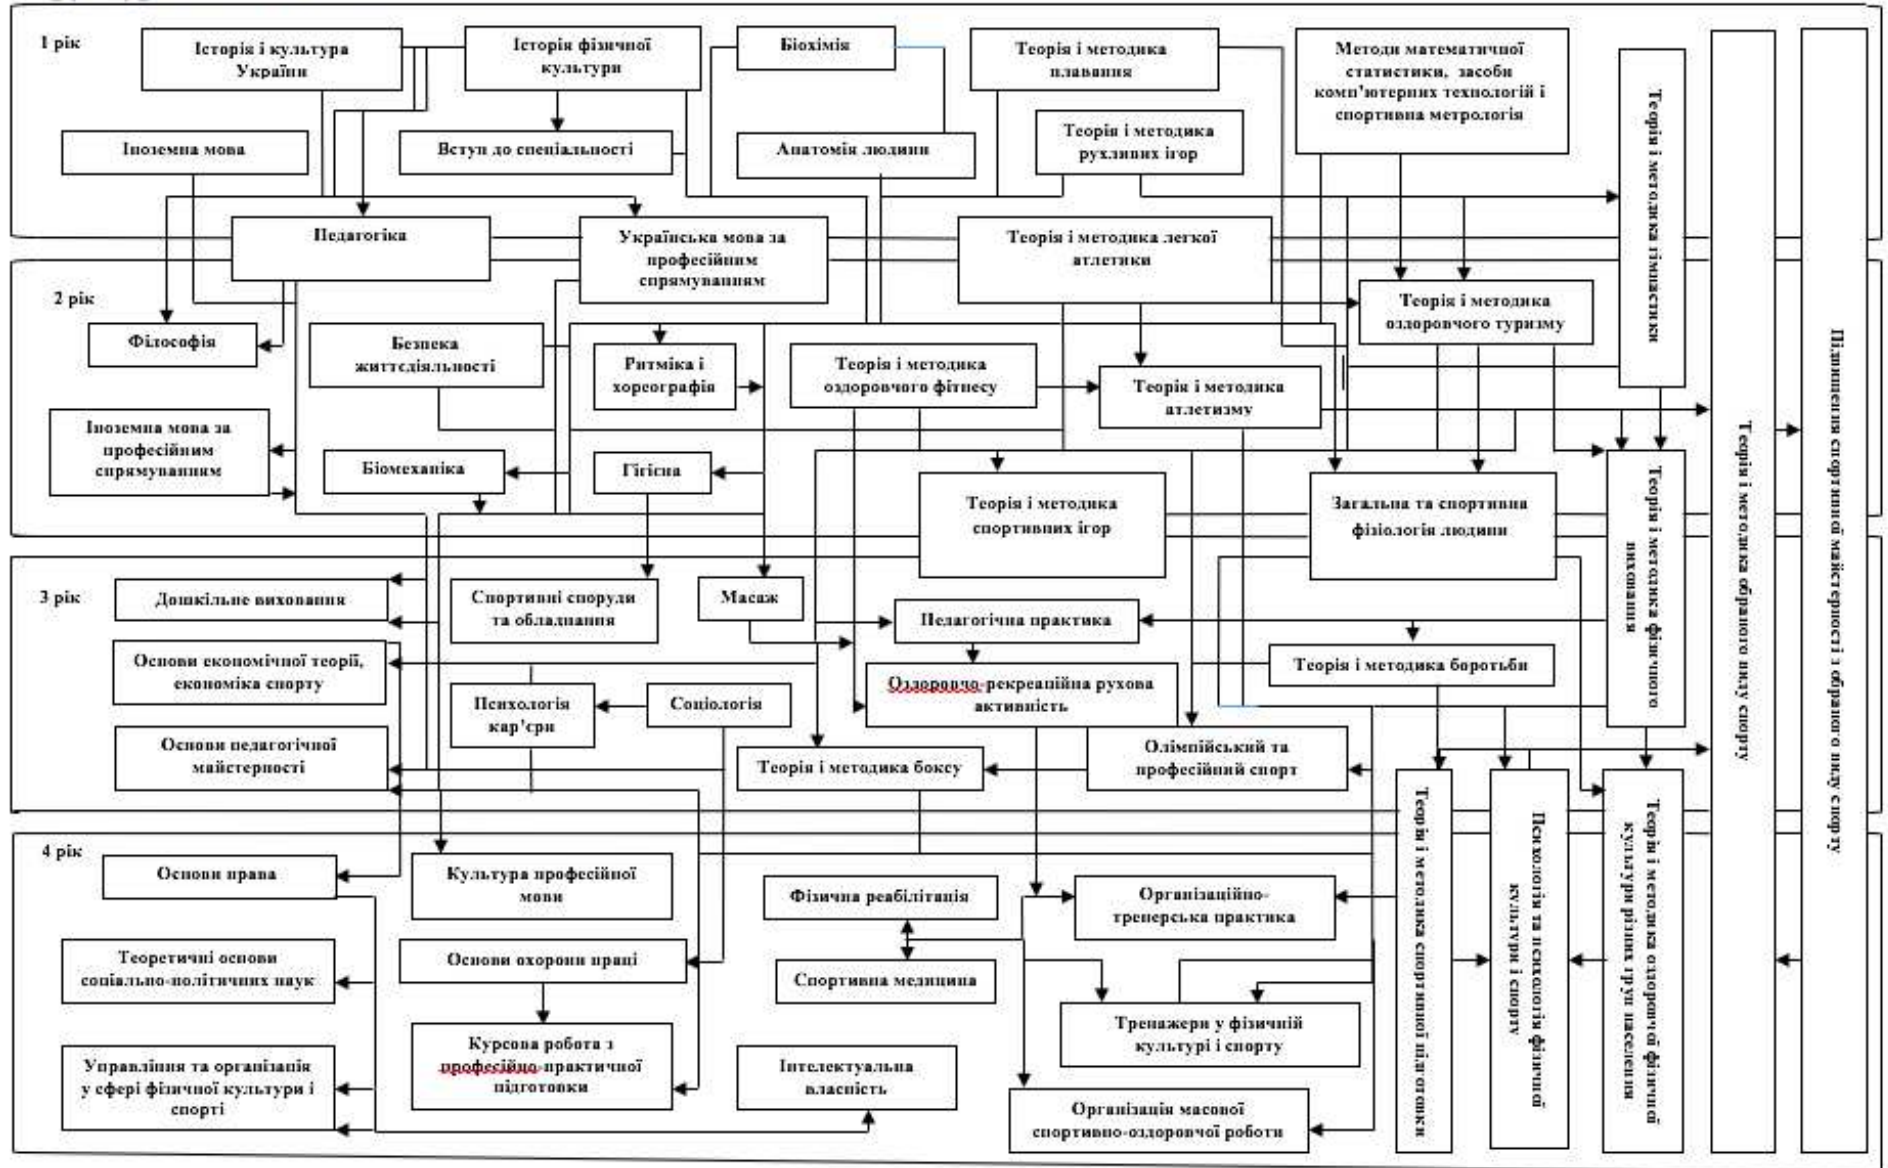 1 рік
Історія і культура
України
Історія фізичної
культури
Біохімія
Теорія і методика
плавання
Методи математичної
статистики, засоби
комп'ютерних технологій і
спортивна метрологія
Іноземна мова
Вступ до спеціальності
Анатомія людини
Теорія і методика
рухливих ігор
Теорія і методика гімнастики
Педагогіка
Українська мова за
професійним
спрямуванням
Теорія і методика легкої
атлетики
2 рік
Теорія і методика
оздоровчого туризму
Філософія
Безпека
життєдіяльності
Ритміка і
хореографія
Теорія і методика
оздоровчого фітнесу
Теорія і методика
атлетизму
Іноземна мова за
професійним
спрямуванням
Біомеханіка
Гігієна
Теорія і методика
спортивних ігор
Загальна та спортивна
фізіологія людини
Теорія і методика фізичного
виховання
Теорія і методика обраного виду спорту
Підвищення спортивної майстерності з обраного виду спорту
3 рік
Дошкільне виховання
Спортивні споруди
та обладнання
Масаж
Педагогічна практика
Основи економічної теорії,
економіка спорту
Психологія
кар'єри
Соціологія
Оздоровчо-рекреаційна рухова
активність
Теорія і методика боротьби
Основи педагогічної
майстерності
Теорія і методика боксу
Олімпійський та
професійний спорт
Теорія і методика спортивної підготовки
Психологія та психологія фізичної
культури і спорту
Теорія і методика оздоровчої фізичної
культури різних груп населення
4 рік
Основи права
Культура професійної
мови
Фізична реабілітація
Організаційно-
тренерська практика
Теоретичні основи
соціально-політичних наук
Основи охорони праці
Спортивна медицина
Тренажери у фізичній
культурі і спорту
Управління та організація
у сфері фізичної культури і
спорті
Курсова робота з
професійно-практичної
підготовки
Інтелектуальна
власність
Організація масової
спортивно-оздоровчої роботи